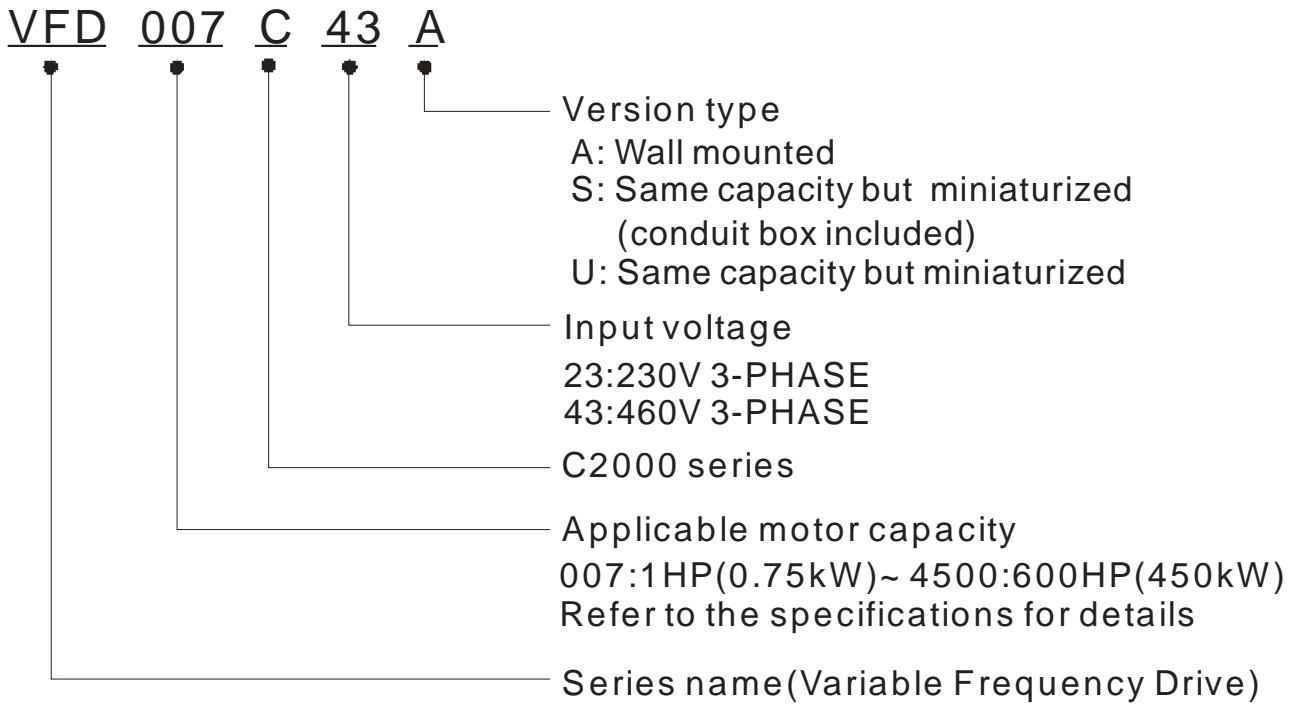 VFD 007 C 43 A
Version type
A: Wall mounted
S: Same capacity but miniaturized
(conduit box included)
U: Same capacity but miniaturized
Input voltage
23:230V 3-PHASE
43:460V 3-PHASE
C2000 series
Applicable motor capacity
007:1HP(0.75kW)~ 4500:600HP(450kW)
Refer to the specifications for details
Series name(Variable Frequency Drive)